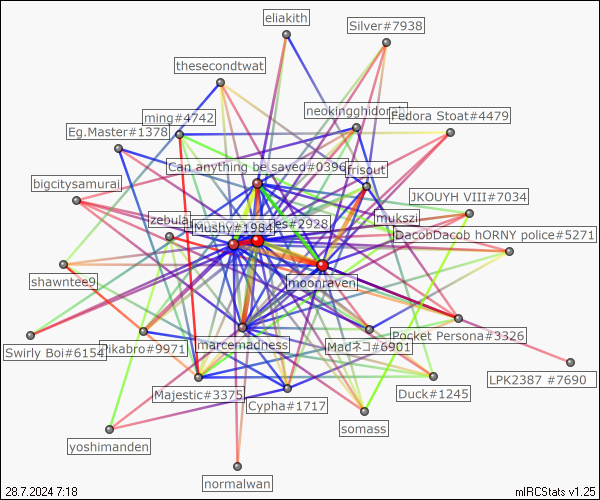 eliakith
Silver#7938
thesecondtwat
neokingghidorah
Fedora Stoat#4479
ming#4742
Eg.Master#1378
Can anything be saved#0396
frisout
bigcitysamurai
JKOUYH VIII#7034
mukszi
zebula
Mushy#1984
es#2928
DacobDacob hORNY police#5271
shawntee9
moonraven
Pocket Persona#3326
Swirly Boi#6154
Pikabro#9971
marcemadness
Madネコ#6901
LPK2387 #7690
Majestic#3375
Cypha#1717
Duck#1245
somass
yoshimanden
normalwan
28.7.2024 7:18
mIRCStats v1.25